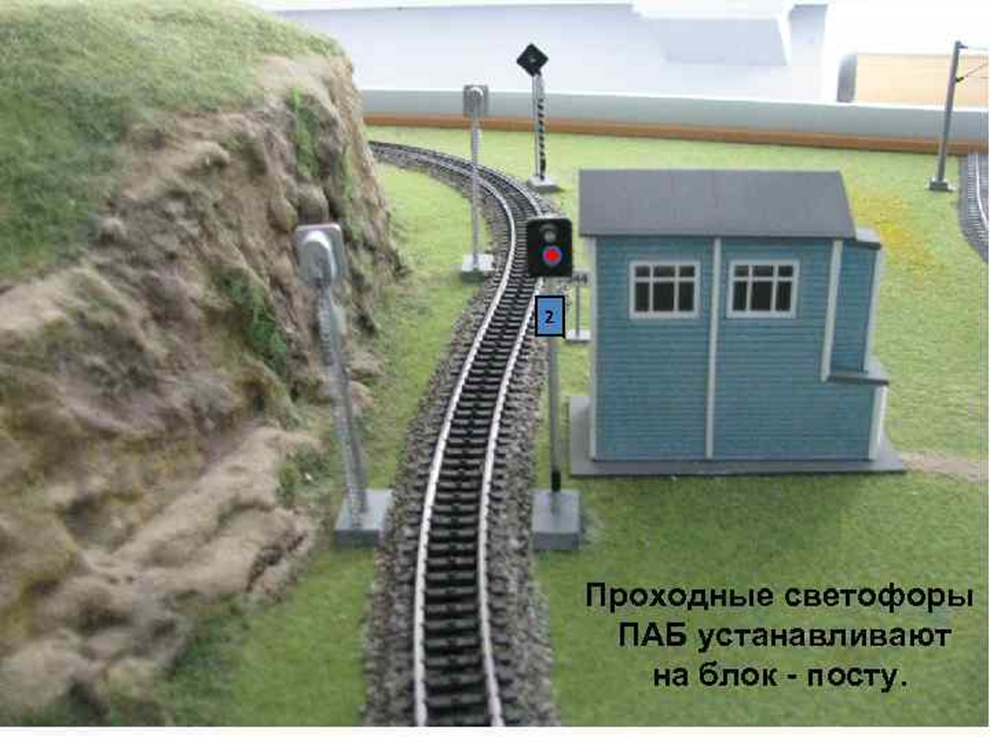 2
Проходные светофоры
ПАБ устанавливают
на блок - посту.